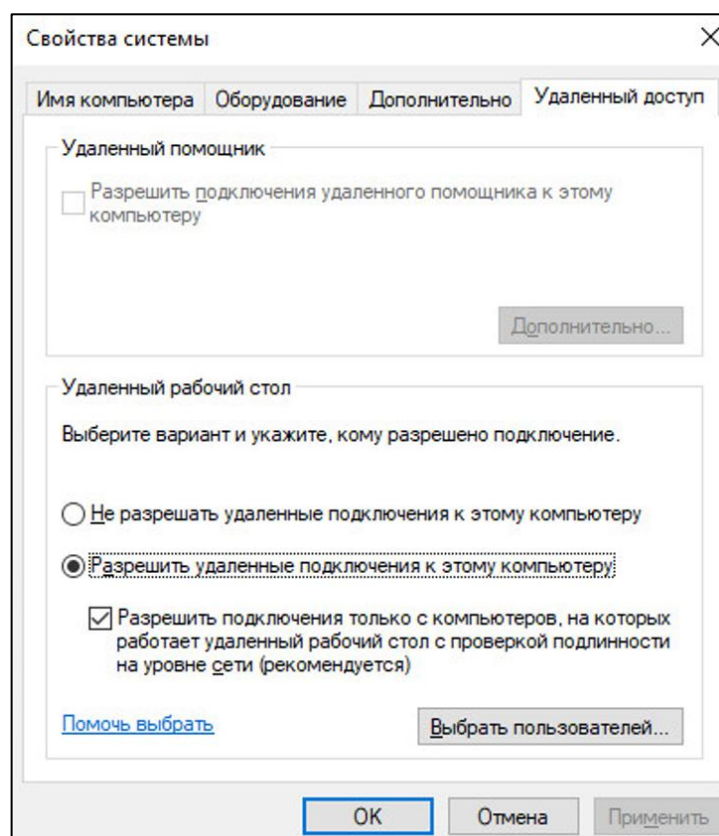 Свойства системы
Имя компьютера Оборудование Дополнительно Удаленный доступ
Удаленный помощник
Разрешить подключения удаленного помощника к этому
компьютеру
Дополнительно...
Удаленный рабочий стол
Выберите вариант и укажите, кому разрешено подключение.
Не разрешать удаленные подключения к этому компьютеру
Разрешить удаленные подключения к этому компьютеру
Разрешить подключения только с компьютеров, на которых
работает удаленный рабочий стол с проверкой подлинности
на уровне сети (рекомендуется)
Помочь выбрать Выбрать пользователей...
ОК Отмена Применить